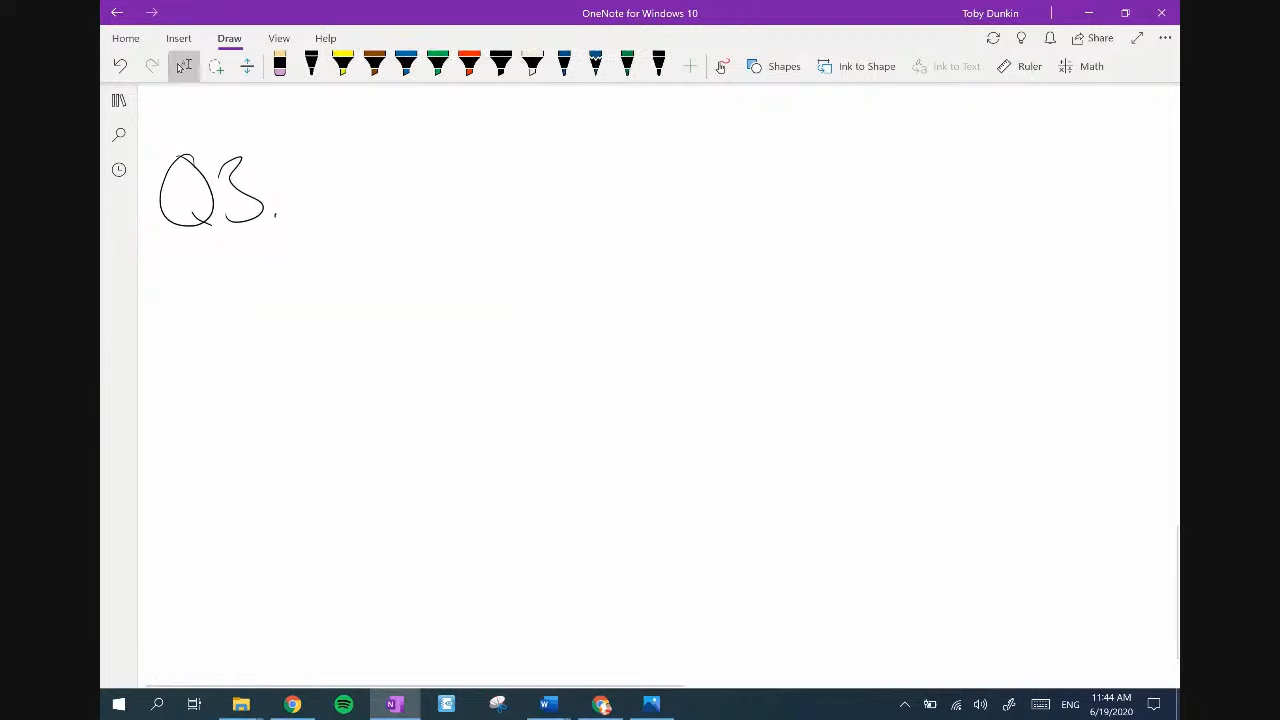 OneNote for Windows 10
Toby Dunkin
Home Insert Draw View Help
Share
Shapes Ink to Shape Ink to Text Ruler Math
Q3.
ENG
11:44 AM
6/19/2020